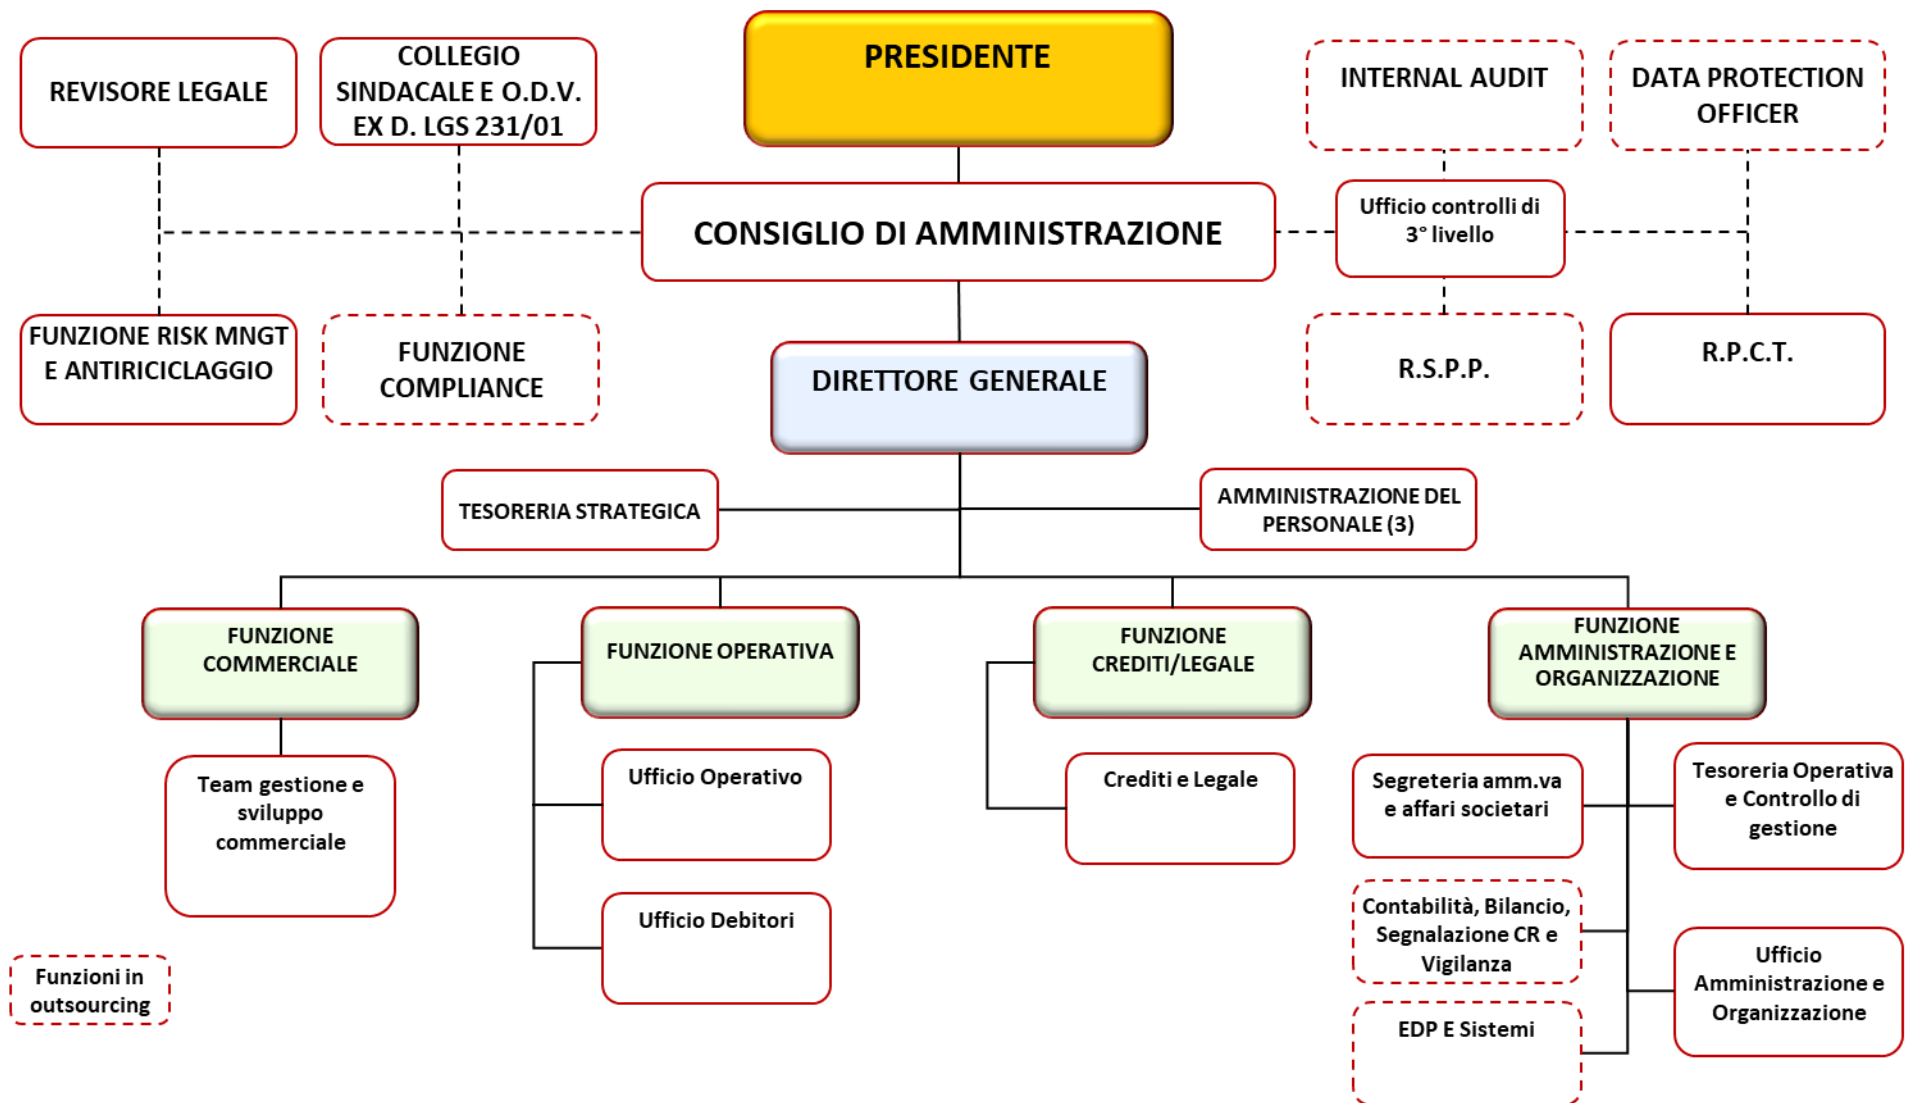 PRESIDENTE
REVISORE LEGALE
COLLEGIO
SINDACALE E O.D.V.
EX D. LGS 231/01
INTERNAL AUDIT
DATA PROTECTION
OFFICER
CONSIGLIO DI AMMINISTRAZIONE
Ufficio controlli di
3° livello
FUNZIONE RISK MNGT
E ANTIRICICLAGGIO
FUNZIONE
COMPLIANCE
DIRETTORE GENERALE
R.S.P.P.
R.P.C.T.
TESORERIA STRATEGICA
AMMINISTRAZIONE DEL
PERSONALE (3)
FUNZIONE
COMMERCIALE
FUNZIONE OPERATIVA
FUNZIONE
CREDITI/LEGALE
FUNZIONE
AMMINISTRAZIONE E
ORGANIZZAZIONE
Team gestione e
sviluppo
commerciale
Ufficio Operativo
Crediti e Legale
Segreteria amm.va
e affari societari
Tesoreria Operativa
e Controllo di
gestione
Ufficio Debitori
Contabilità, Bilancio,
Segnalazione CR e
Vigilanza
Ufficio
Amministrazione e
Organizzazione
Funzioni in
outsourcing
EDP E Sistemi